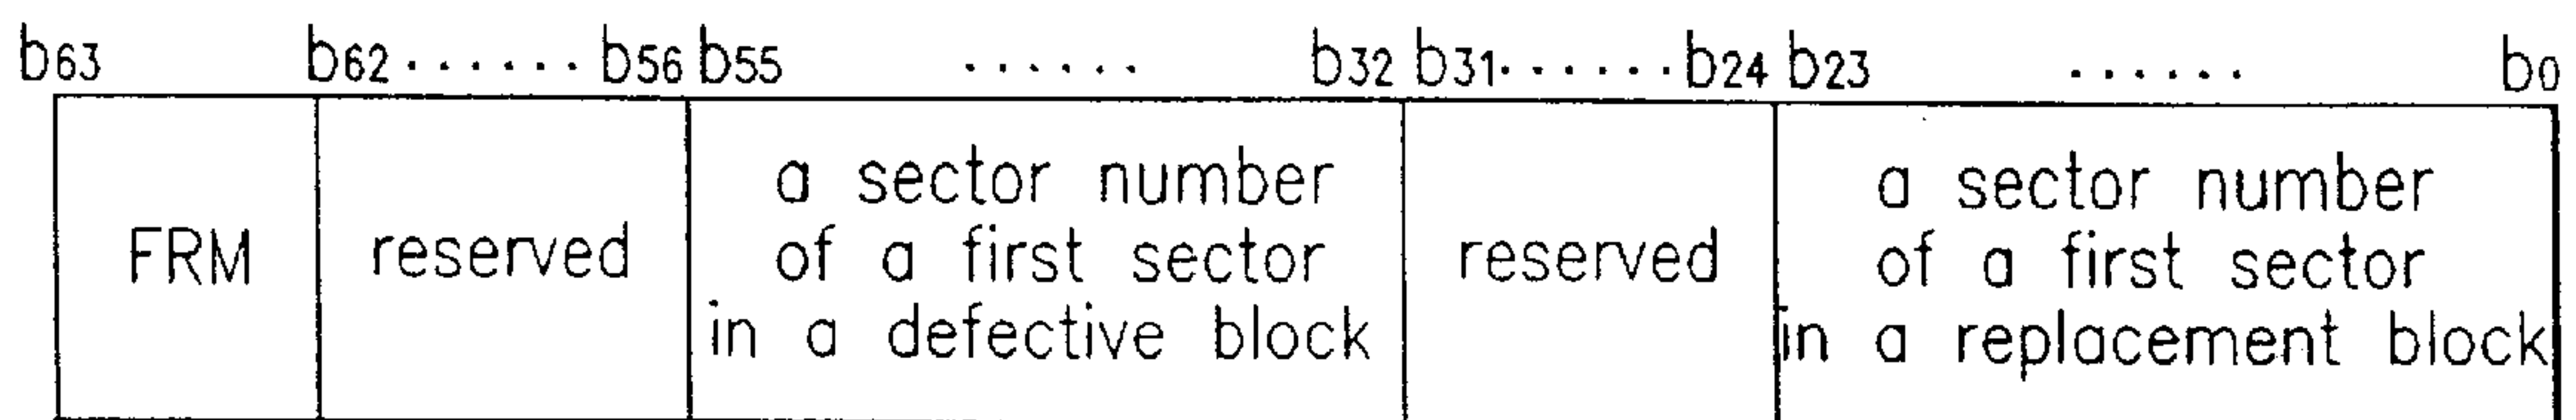 b63 b62 ...... b56 b55 ...... b32 b31 ...... b24 b23 ...... b0
FRM
reserved
a sector number
of a first sector
in a defective block
reserved
a sector number
of a first sector
in a replacement block